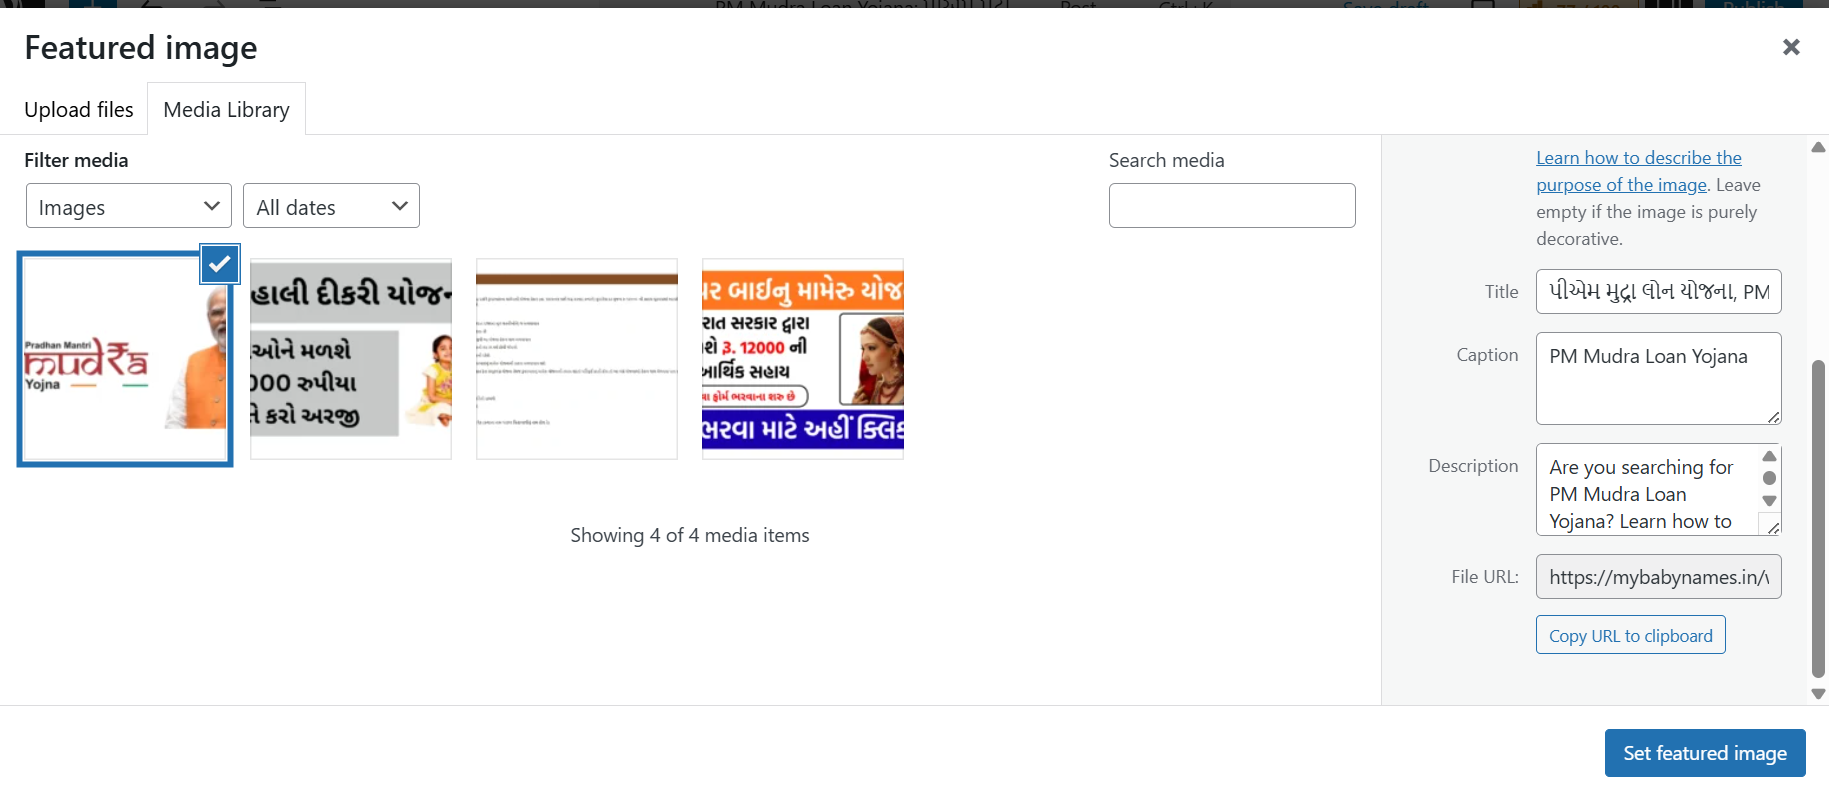 Featured image
Upload files
Media Library
Filter media
Images
All dates
Search media
Pradhan Mantri
mudra
Yojna
હાલી દીકરી યોજન
ઓને મળશે
000 રુપીયા
કરો અરજી
ર બાઈનુ મામેરુ યોજ
રાત સરકાર દ્વારા
શે રૂ. 12000 ની
આર્થિક સહાય
ફોર્મ ભરવાના શરુ છે
ભરવા માટે અહીં ક્લિક
Showing 4 of 4 media items
Learn how to describe the
purpose of the image. Leave
empty if the image is purely
decorative.
Title
પીએમ મુદ્રા લોન યોજના, PM
Caption
PM Mudra Loan Yojana
Description
Are you searching for
PM Mudra Loan
Yojana? Learn how to
File URL:
https://mybabynames.in/
Copy URL to clipboard
Set featured image